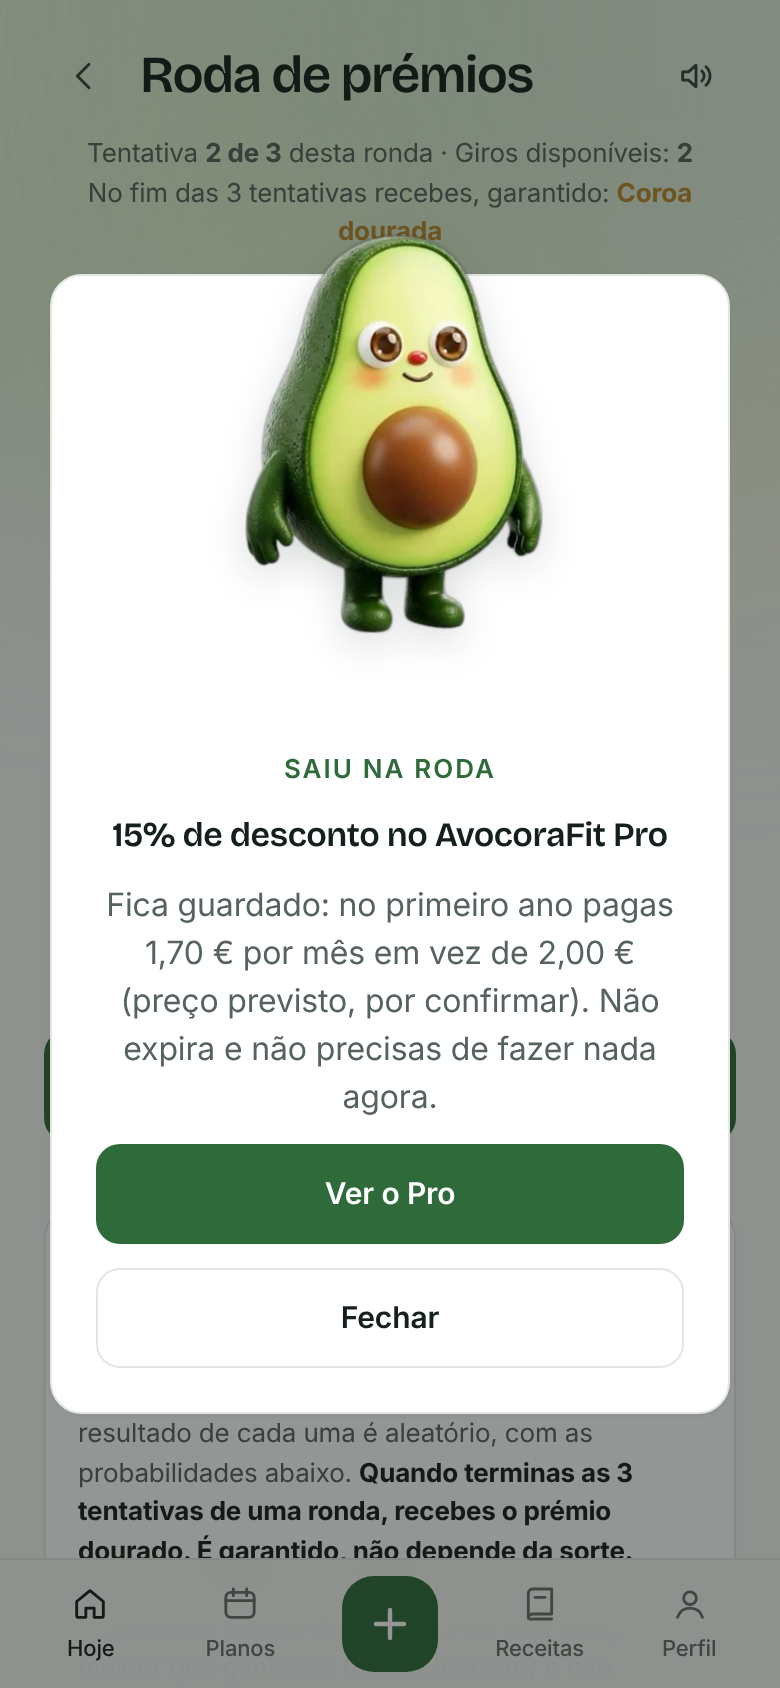 Roda de prémios
Tentativa 2 de 3 desta ronda · Giros disponíveis: 2
No fim das 3 tentativas recebes, garantido: Coroa
dourada
SAIU NA RODA
15% de desconto no AvocoraFit Pro
Fica guardado: no primeiro ano pagas
1,70 € por mês em vez de 2,00 €
(preço previsto, por confirmar). Não
expira e não precisas de fazer nada
agora.
Ver o Pro
Fechar
resultado de cada uma é aleatório, com as
probabilidades abaixo. Quando terminas as 3
tentativas de uma ronda, recebes o prémio
dourado. É garantido, não depende da sorte.
Hoje
Planos
Receitas
Perfil